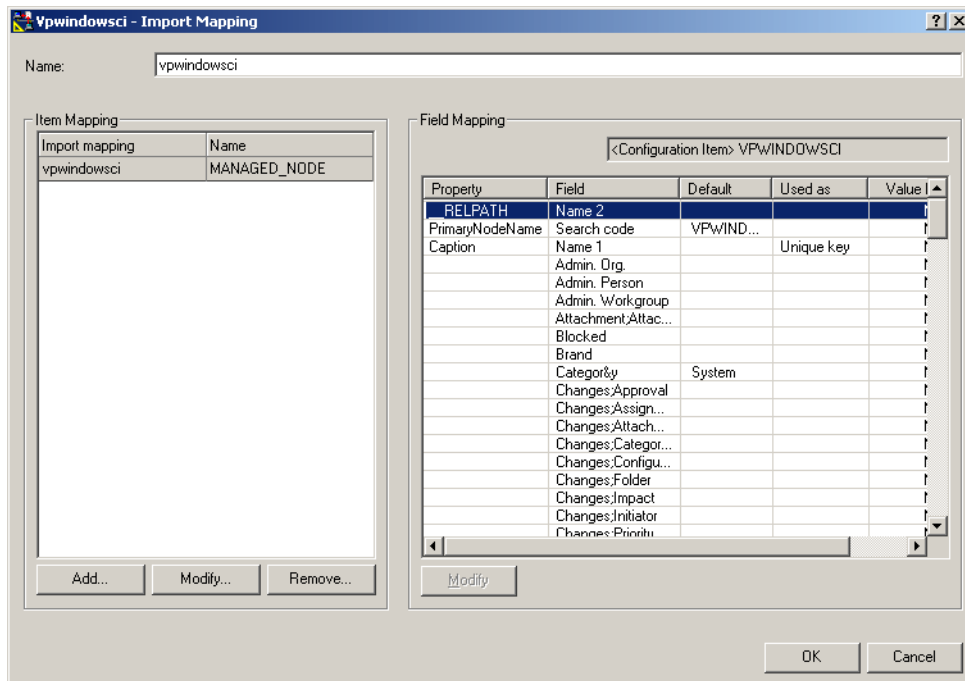 Vpwindowsci - Import Mapping
Name: vpwindowsci
Item Mapping
Import mapping Name
vpwindowsci MANAGED_NODE
Add... Modify... Remove...
Field Mapping
<Configuration Item> VPWINDOWSCI
Property Field Default Used as Value
__RELPATH Name 2
PrimaryNodeName Search code VPWIND...
Caption Name 1 Unique key
Admin. Org.
Admin. Person
Admin. Workgroup
Attachment;Attac...
Blocked
Brand
Categor&y System
Changes;Approval
Changes;Assign...
Changes;Attach...
Changes;Categor...
Changes;Configu...
Changes;Folder
Changes;Impact
Changes;Initiator
Changes;Priority
Modify
OK Cancel